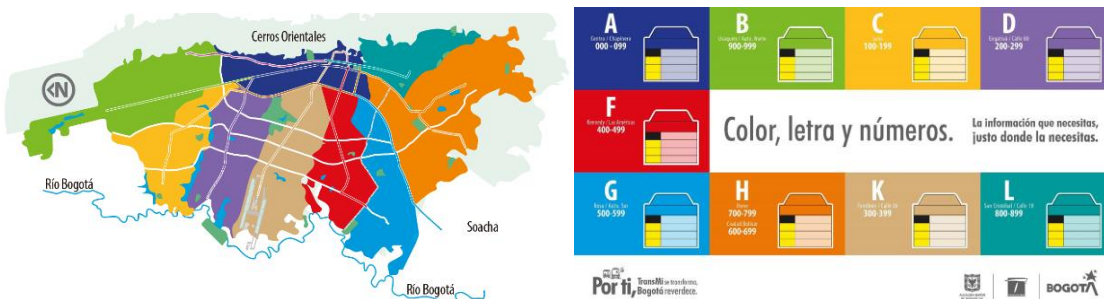 Cerros Orientales
N
Río Bogotá
Soacha
Río Bogotá
A
Centro / Chapinero
000 - 099
B
Usaquén / Auto. Norte
900-999
C
Suba
100-199
D
Engativá / Calle 80
200-299
F
Kennedy / Las Américas
400-499
Color, letra y números.
La información que necesitas,
justo donde la necesitas.
G
Bosa / Auto. Sur
500-599
H
Usme
700-799
Ciudad Bolívar
600-699
K
Fontibón / Calle 26
300-399
L
San Cristóbal / Calle 10
800-899
Por ti, TransMi se transforma,
Bogotá reverdece.
BOGOTÁ